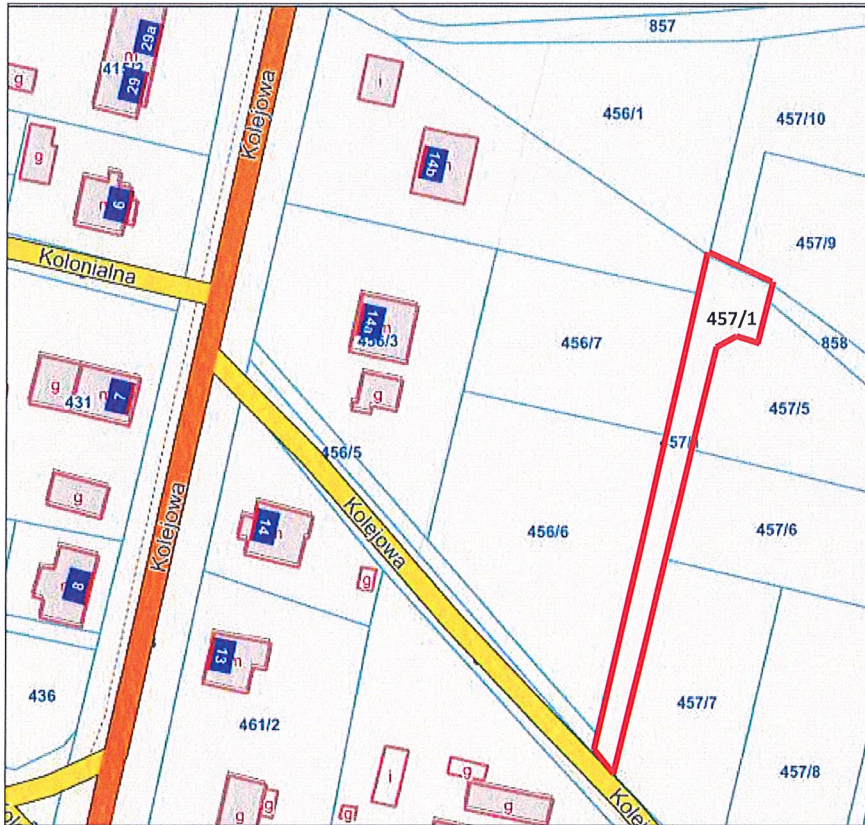 857
29a
m
415/2
g
29
i
456/1
457/10
Kolejowa
g
14b
m
9
m
457/9
Kolonialna
457/1
14a
m
456/3
456/7
858
g
7
m
431
g
457/5
456/5
g
Kolejowa
14
m
Kolejowa
456/6
457/6
g
8
13
m
436
461/2
457/7
i
g
457/8
g
g
g
g
Kolej